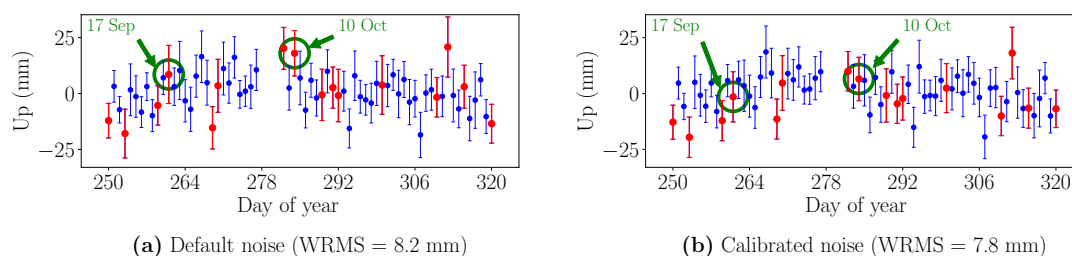 17 Sep
10 Oct
25
0
−25
Up (mm)
250 264 278 292 306 320
Day of year
(a) Default noise (WRMS = 8.2 mm)
17 Sep
10 Oct
25
0
−25
Up (mm)
250 264 278 292 306 320
Day of year
(b) Calibrated noise (WRMS = 7.8 mm)